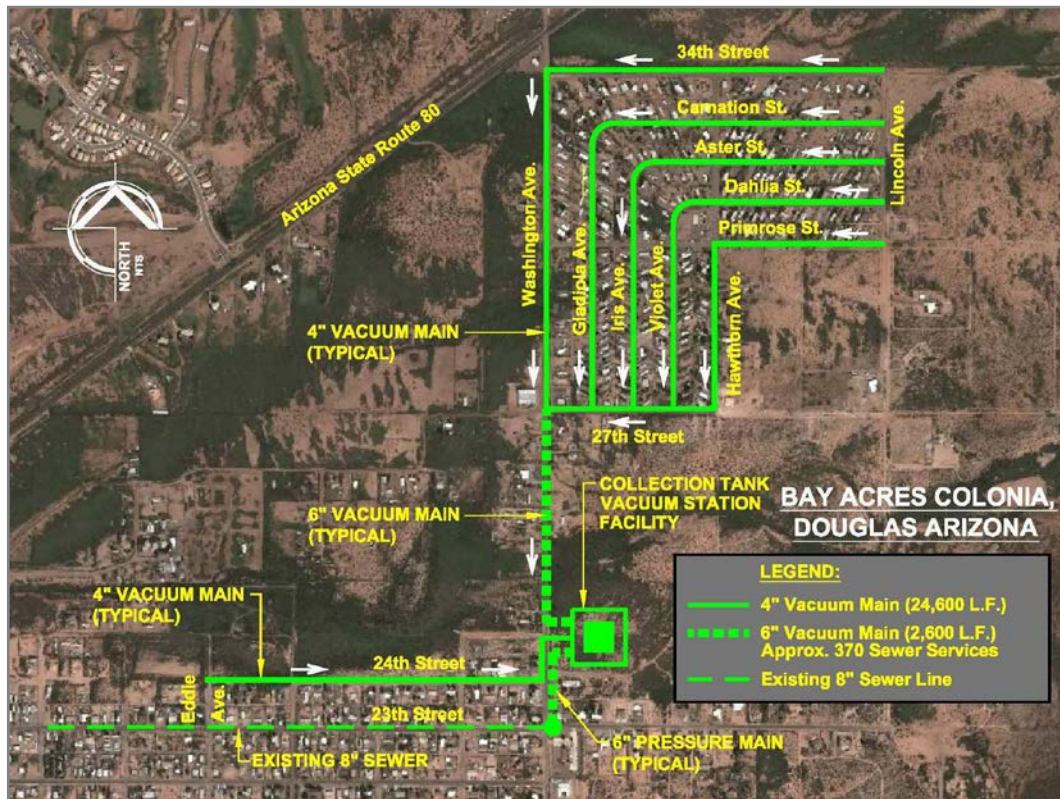 34th Street
Carnation St.
Aster St.
Dahlia St.
Primrose St.
Lincoln Ave.
Arizona State Route 80
NORTH
NTS
Washington Ave.
Gladiola Ave.
Iris Ave.
Violet Ave.
Hawthorn Ave.
4" VACUUM MAIN
(TYPICAL)
27th Street
6" VACUUM MAIN
(TYPICAL)
COLLECTION TANK
VACUUM STATION
FACILITY
BAY ACRES COLONIA,
DOUGLAS ARIZONA
LEGEND:
4" Vacuum Main (24,600 L.F.)
6" Vacuum Main (2,600 L.F.)
Approx. 370 Sewer Services
Existing 8" Sewer Line
4" VACUUM MAIN
(TYPICAL)
24th Street
Eddie
Ave.
23th Street
EXISTING 8" SEWER
6" PRESSURE MAIN
(TYPICAL)